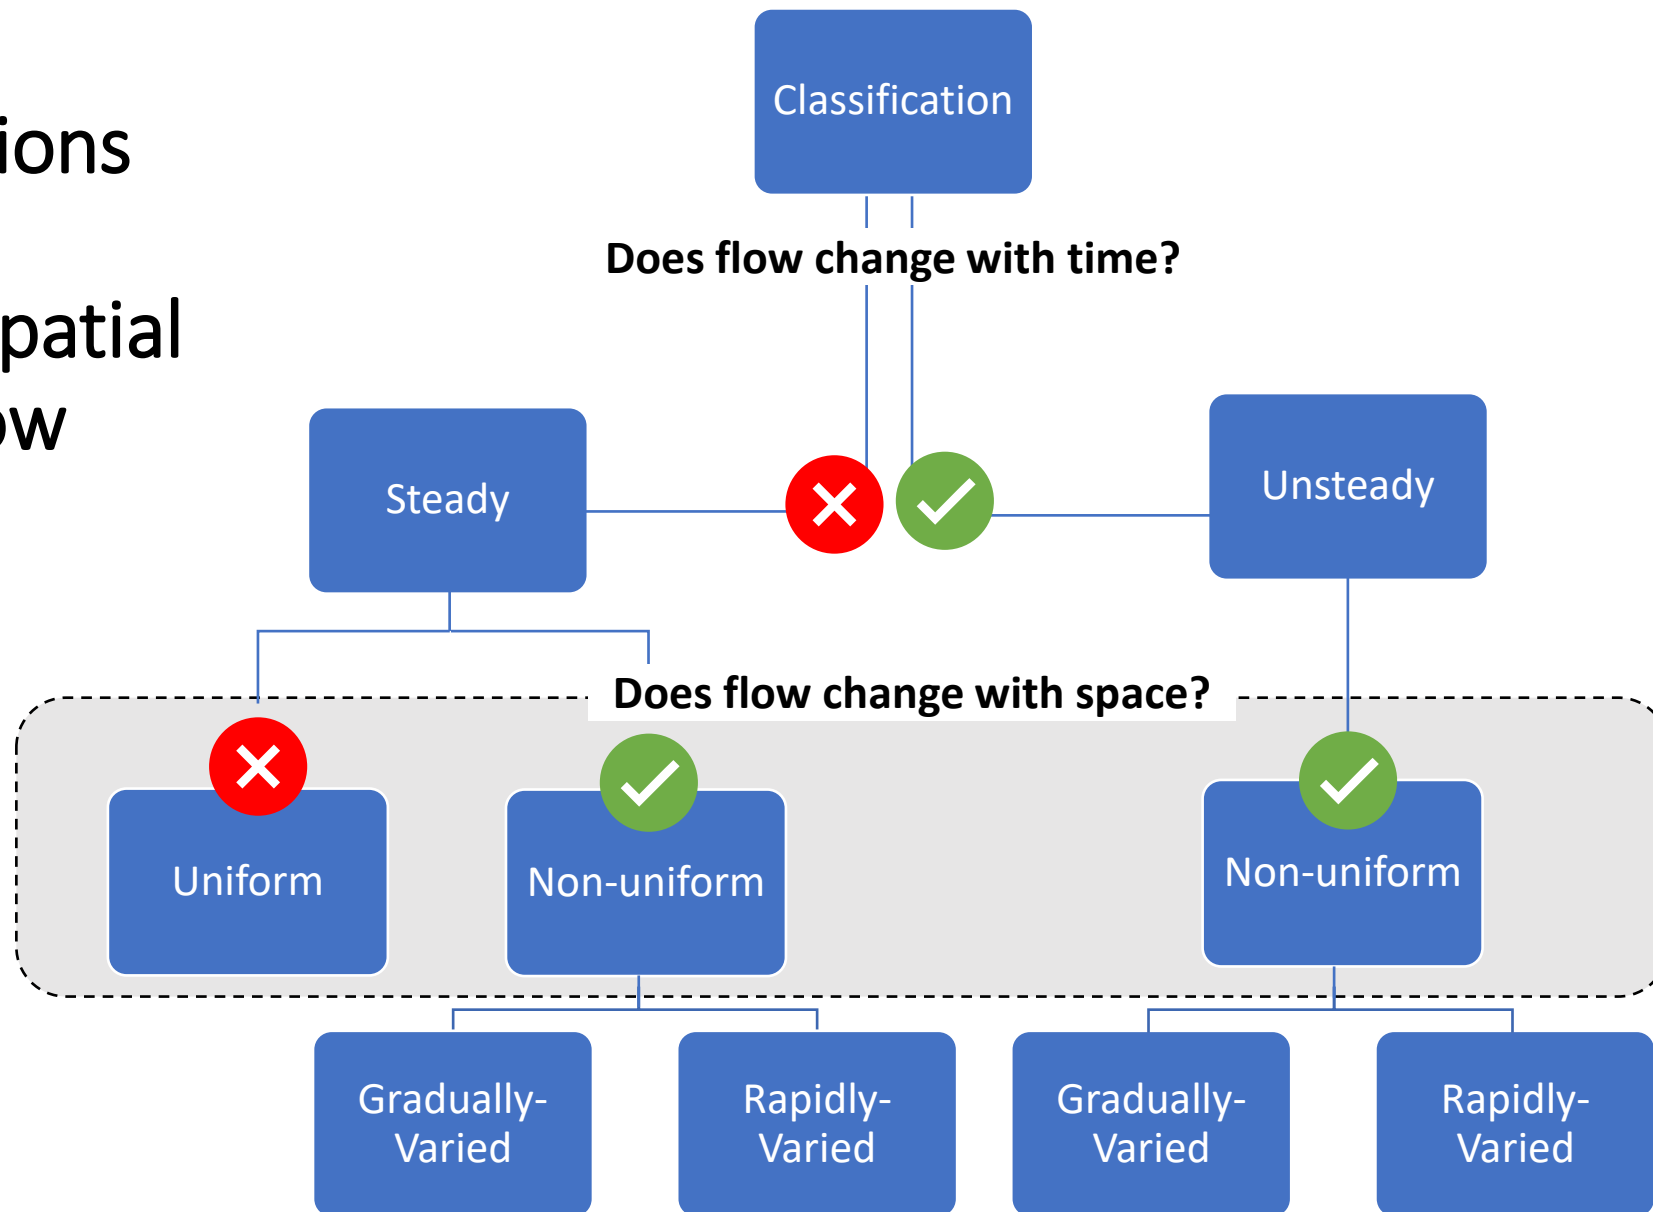 Classification
ions
Does flow change with time?
patial
ow
Steady
Unsteady
Does flow change with space?
Uniform
Non-uniform
Non-uniform
Gradually-
Varied
Rapidly-
Varied
Gradually-
Varied
Rapidly-
Varied